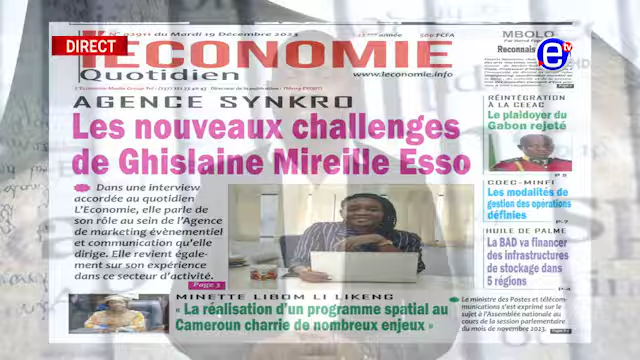 DIRECT
N° 02911 du Mardi 19 Décembre 2023
500 FCFA
l'ECONOMIE
Quotidien
www.leconomie.info
MBOLO
Reconnais
e tv
HD
AGENCE SYNKRO
Les nouveaux challenges
de Ghislaine Mireille Esso
Dans une interview
accordée au quotidien
L'Economie, elle parle de
son rôle au sein de l'Agence
de marketing évènementiel
et communication qu'elle
dirige. Elle revient égale-
ment sur son expérience
dans ce secteur d'activité.
Page 3
RÉINTÉGRATION
À LA CEEAC
Le plaidoyer du
Gabon rejeté
P. 5
CDEC-MINFI
Les modalités de
gestion des opérations
définies
P. 7
HUILE DE PALME
La BAD va financer
des infrastructures
de stockage dans
5 régions
P. 4
MINETTE LIBOM LI LIKENG
« La réalisation d'un programme spatial au
Cameroun charrie de nombreux enjeux »
Le ministre des Postes et télécom-
munications s'est exprimé sur le
sujet à l'Assemblée nationale au
cours de la session parlementaire
du mois de novembre 2023.